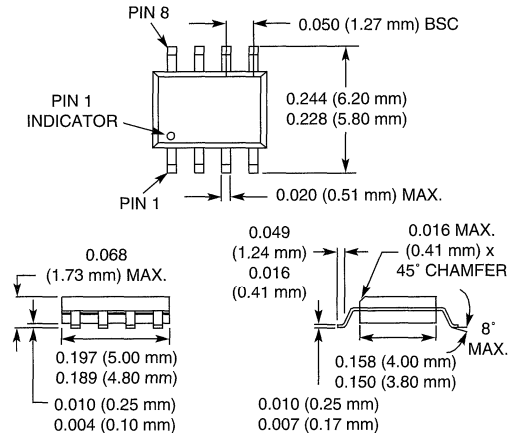 PIN 8
0.050 (1.27 mm) BSC
0.244 (6.20 mm)
0.228 (5.80 mm)
PIN 1
INDICATOR
PIN 1
0.020 (0.51 mm) MAX.
0.068
(1.73 mm) MAX.
0.197 (5.00 mm)
0.189 (4.80 mm)
0.010 (0.25 mm)
0.004 (0.10 mm)
0.049
(1.24 mm)
0.016
(0.41 mm)
0.016 MAX.
(0.41 mm) x
45° CHAMFER
8°
MAX.
0.158 (4.00 mm)
0.150 (3.80 mm)
0.010 (0.25 mm)
0.007 (0.17 mm)